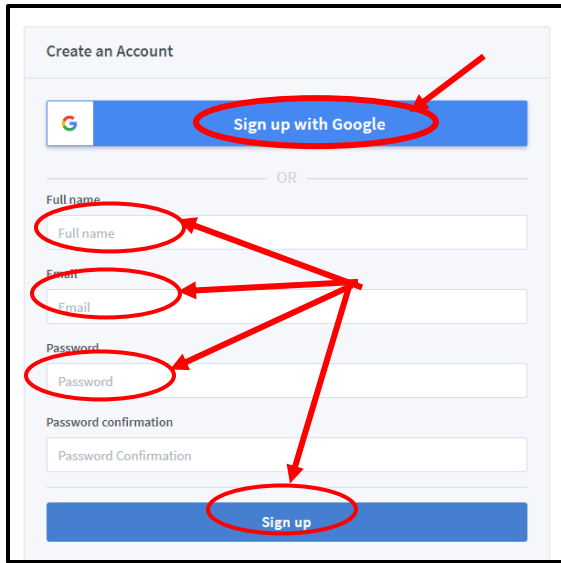 Create an Account
Sign up with Google
OR
Full name
Full name
Email
Email
Password
Password
Password confirmation
Password Confirmation
Sign up